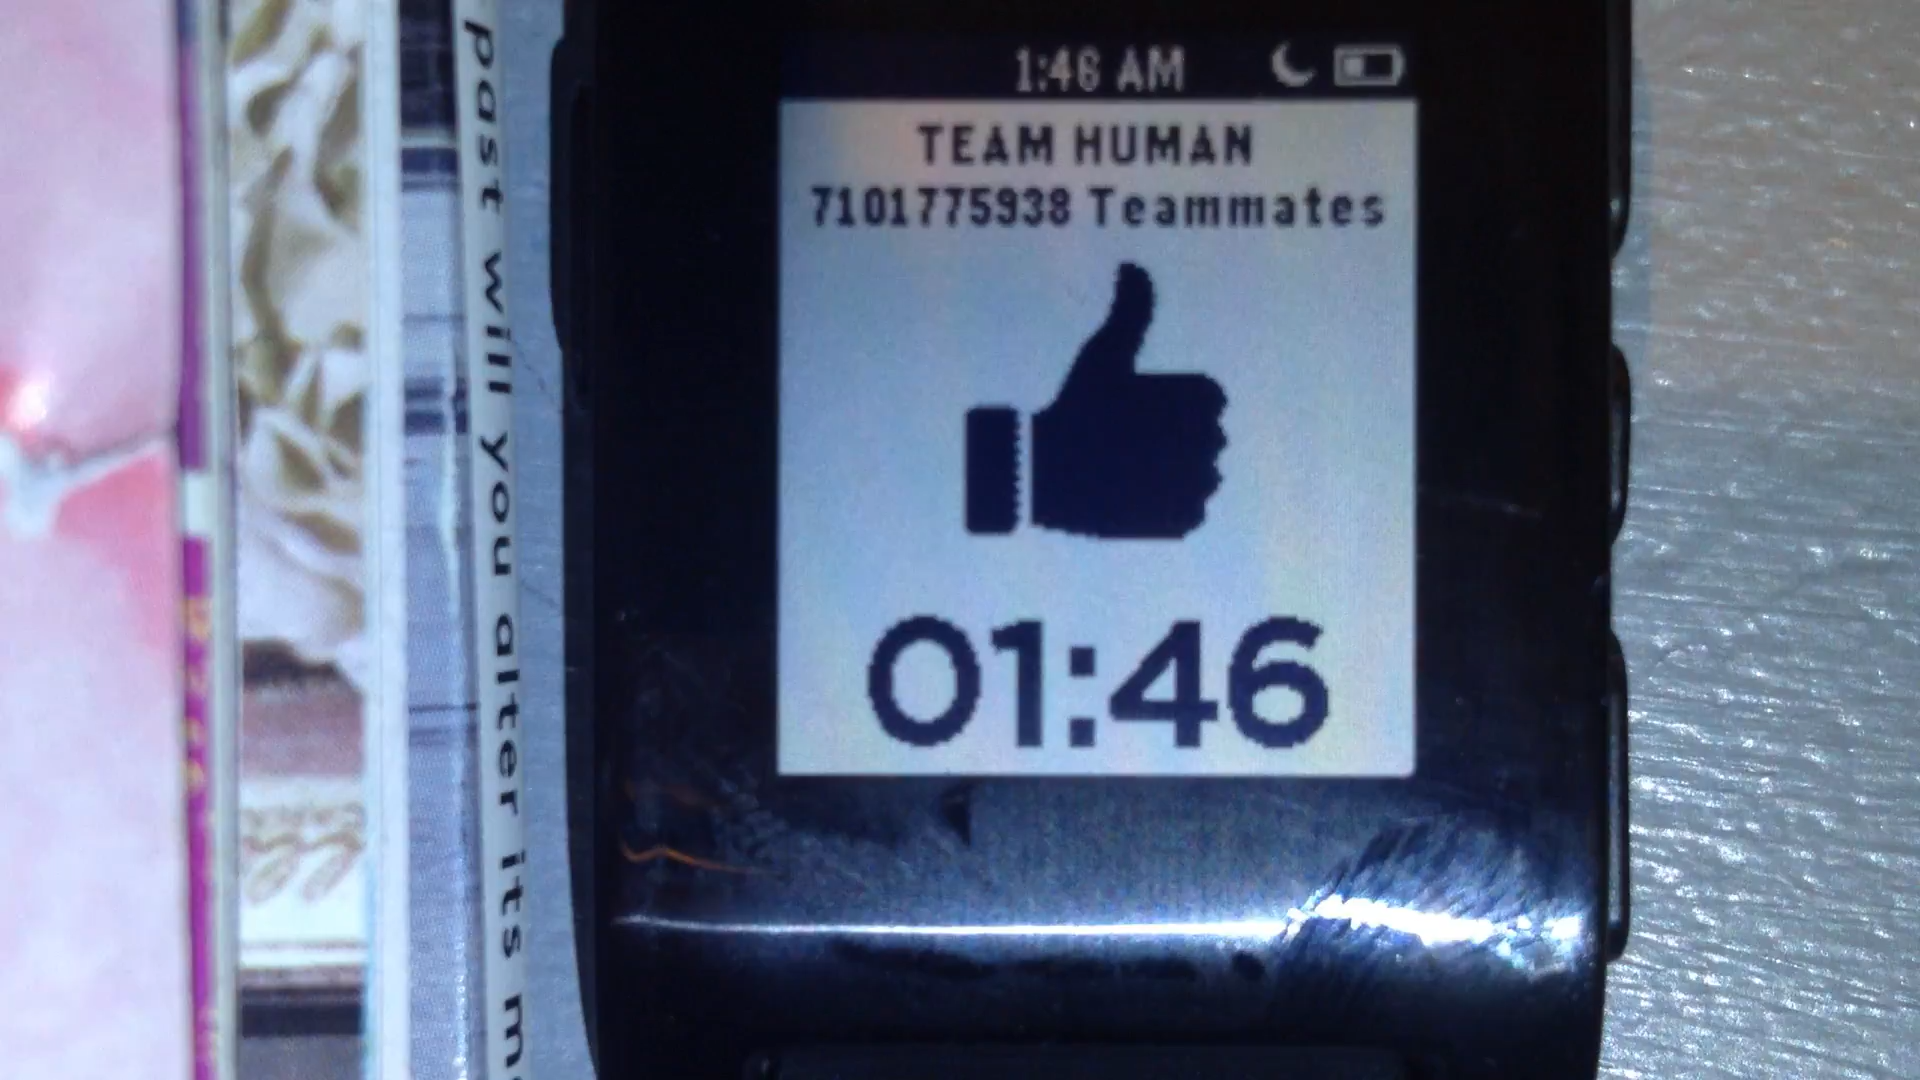 past will you alter its
1:46 AM
TEAM HUMAN
7101775938 Teammates
01:46